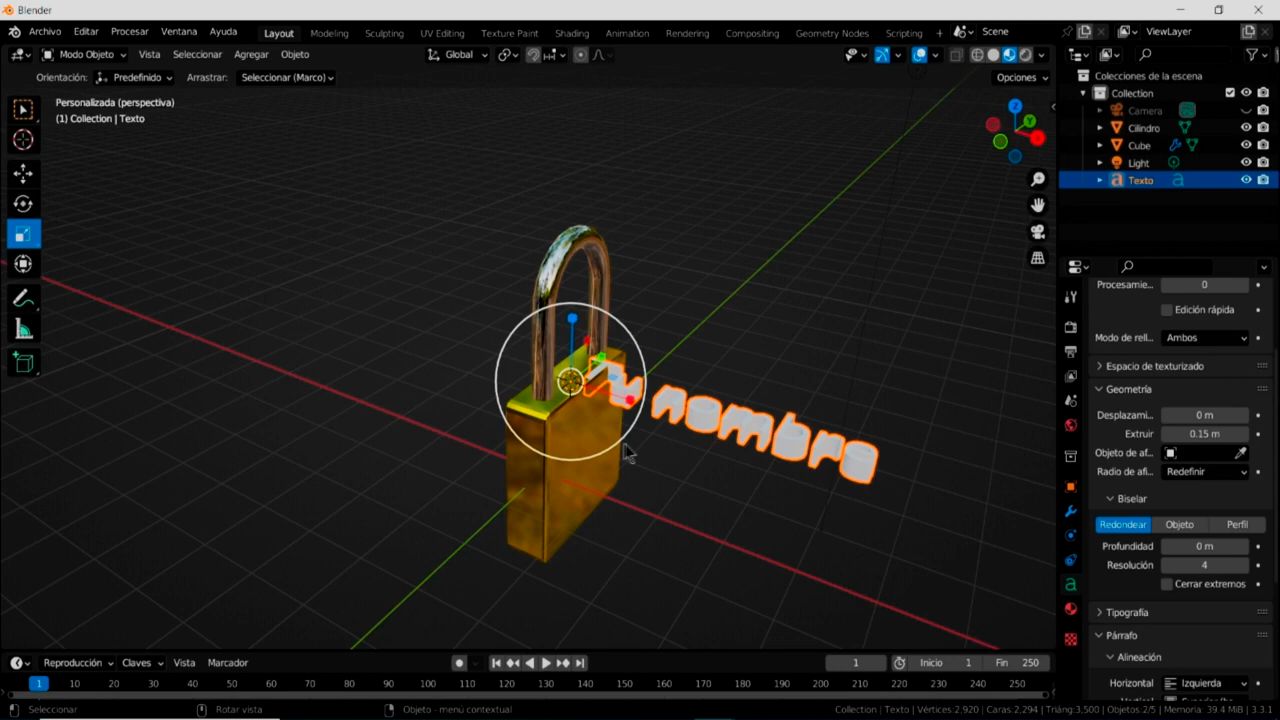 Blender
Archivo Editar Procesar Ventana Ayuda Layout Modeling Sculpting UV Editing Texture Paint Shading Animation Rendering Compositing Geometry Nodes Scripting + Scene ViewLayer
Modo Objeto Vista Seleccionar Agregar Objeto Global
Orientación: Predefinido Arrastrar: Seleccionar (Marco) Opciones
Personalizada (perspectiva)
(1) Collection | Texto
Z
Y
X
Colecciones de la escena
Collection
Camera
Cilindro
Cube
Light
Texto
nombre
Procesamie... 0
Edición rápida
Modo de rell... Ambos
Espacio de texturizado
Geometría
Desplazami... 0 m
Extruir 0.15 m
Objeto de af...
Radio de afi... Redefinir
Biselar
Redondear Objeto Perfil
Profundidad 0 m
Resolución 4
Cerrar extremos
Tipografía
Párrafo
Alineación
Horizontal Izquierda
Reproducción Claves Vista Marcador 1 Inicio 1 Fin 250
1 10 20 30 40 50 60 70 80 90 100 110 120 130 140 150 160 170 180 190 200 210 220 230 240 250
Seleccionar Rotar vista Objeto - menú contextual Collection | Texto | Vértices:2,920 | Caras:2,294 | Triáng:3,500 | Objetos:2/5 | Memoria: 39.4 MiB | 3.3.1